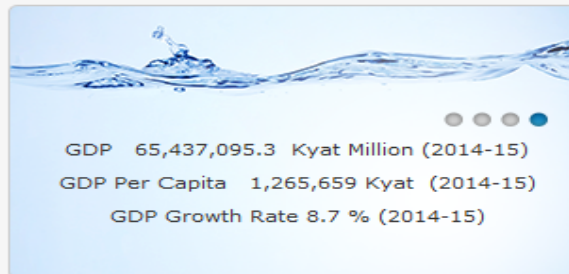 GDP 65,437,095.3 Kyat Million (2014-15)
GDP Per Capita 1,265,659 Kyat (2014-15)
GDP Growth Rate 8.7 % (2014-15)